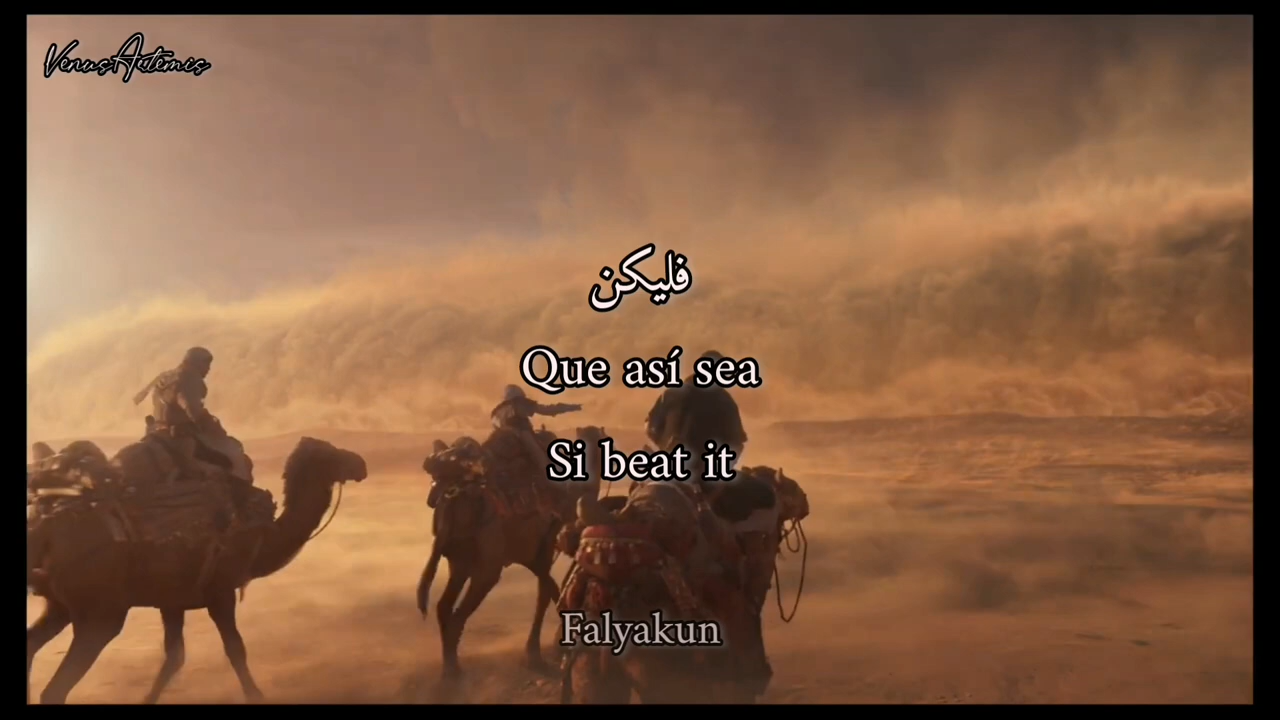 VenusArtemis
فليكن
Que así sea
Si beat it
Falyakun